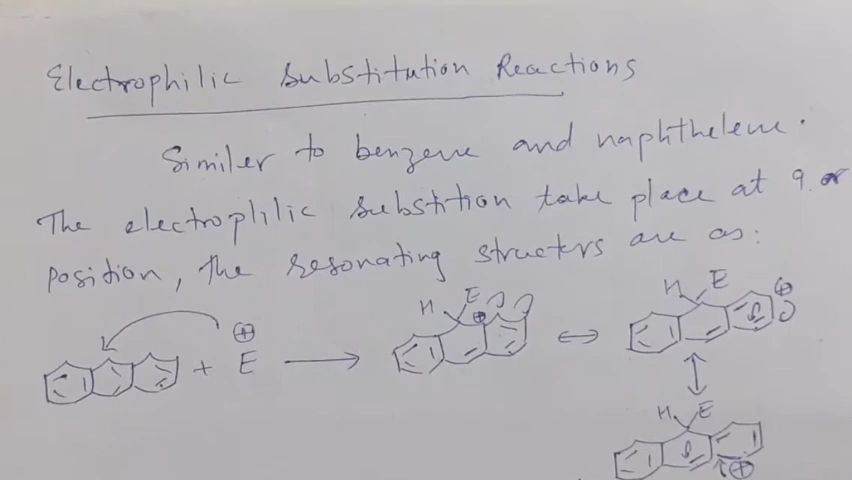 Electrophilic Substitution Reactions
Similer to benzene and naphthelene.
The electroplilic substition take place at 9. or
position, the resonating structers are as:
H E
H E
⊕
+ E ⊕ ⟶ ⊕ ⟷
↕
H E
⊕